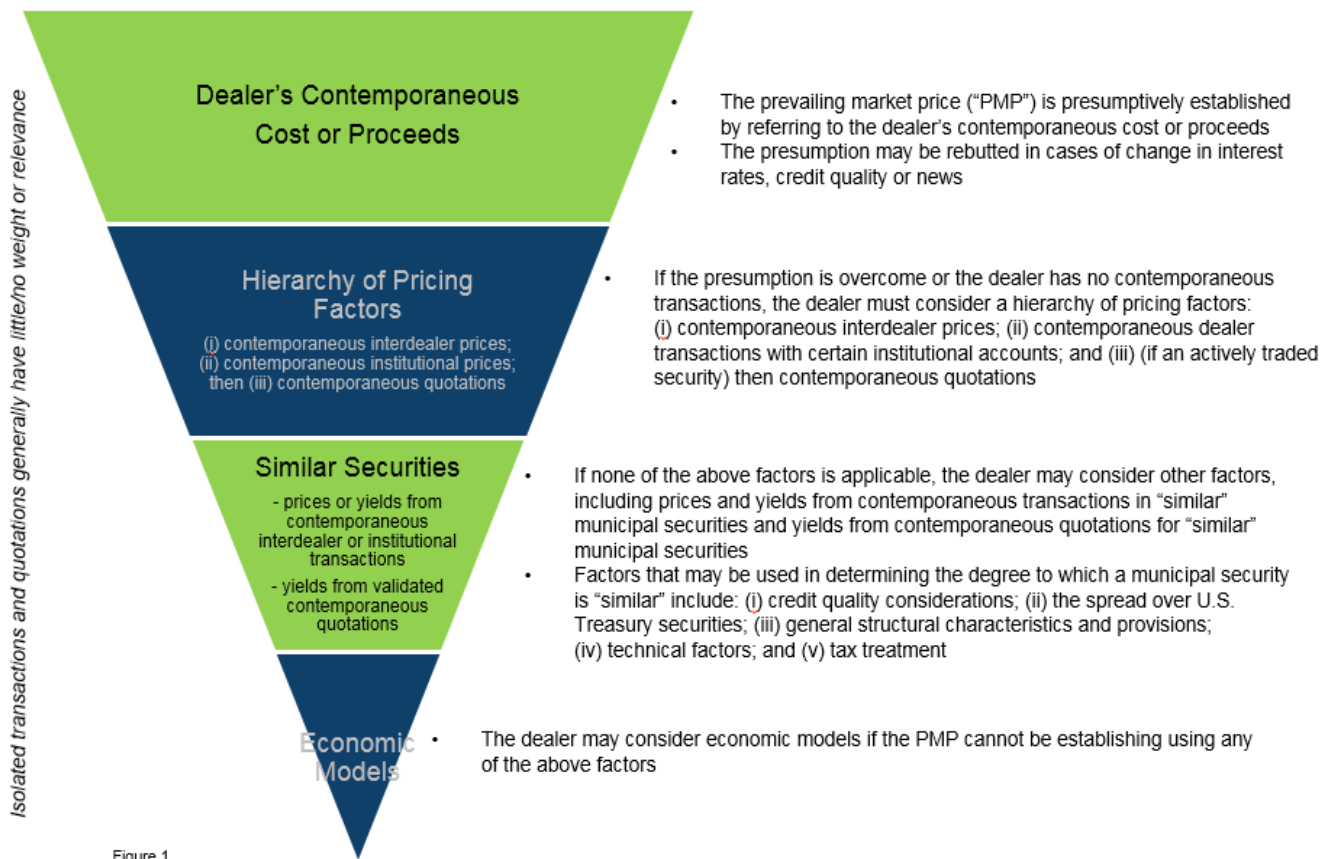 Isolated transactions and quotations generally have little/no weight or relevance
Dealer’s Contemporaneous
Cost or Proceeds
• The prevailing market price (“PMP”) is presumptively established
by referring to the dealer’s contemporaneous cost or proceeds
• The presumption may be rebutted in cases of change in interest
rates, credit quality or news
Hierarchy of Pricing
Factors
(i) contemporaneous interdealer prices;
(ii) contemporaneous institutional prices;
then (iii) contemporaneous quotations
• If the presumption is overcome or the dealer has no contemporaneous
transactions, the dealer must consider a hierarchy of pricing factors:
(i) contemporaneous interdealer prices; (ii) contemporaneous dealer
transactions with certain institutional accounts; and (iii) (if an actively traded
security) then contemporaneous quotations
Similar Securities
- prices or yields from
contemporaneous
interdealer or institutional
transactions
- yields from validated
contemporaneous
quotations
• If none of the above factors is applicable, the dealer may consider other factors,
including prices and yields from contemporaneous transactions in “similar”
municipal securities and yields from contemporaneous quotations for “similar”
municipal securities
• Factors that may be used in determining the degree to which a municipal security
is “similar” include: (i) credit quality considerations; (ii) the spread over U.S.
Treasury securities; (iii) general structural characteristics and provisions;
(iv) technical factors; and (v) tax treatment
Economic
Models
• The dealer may consider economic models if the PMP cannot be establishing using any
of the above factors
Figure 1